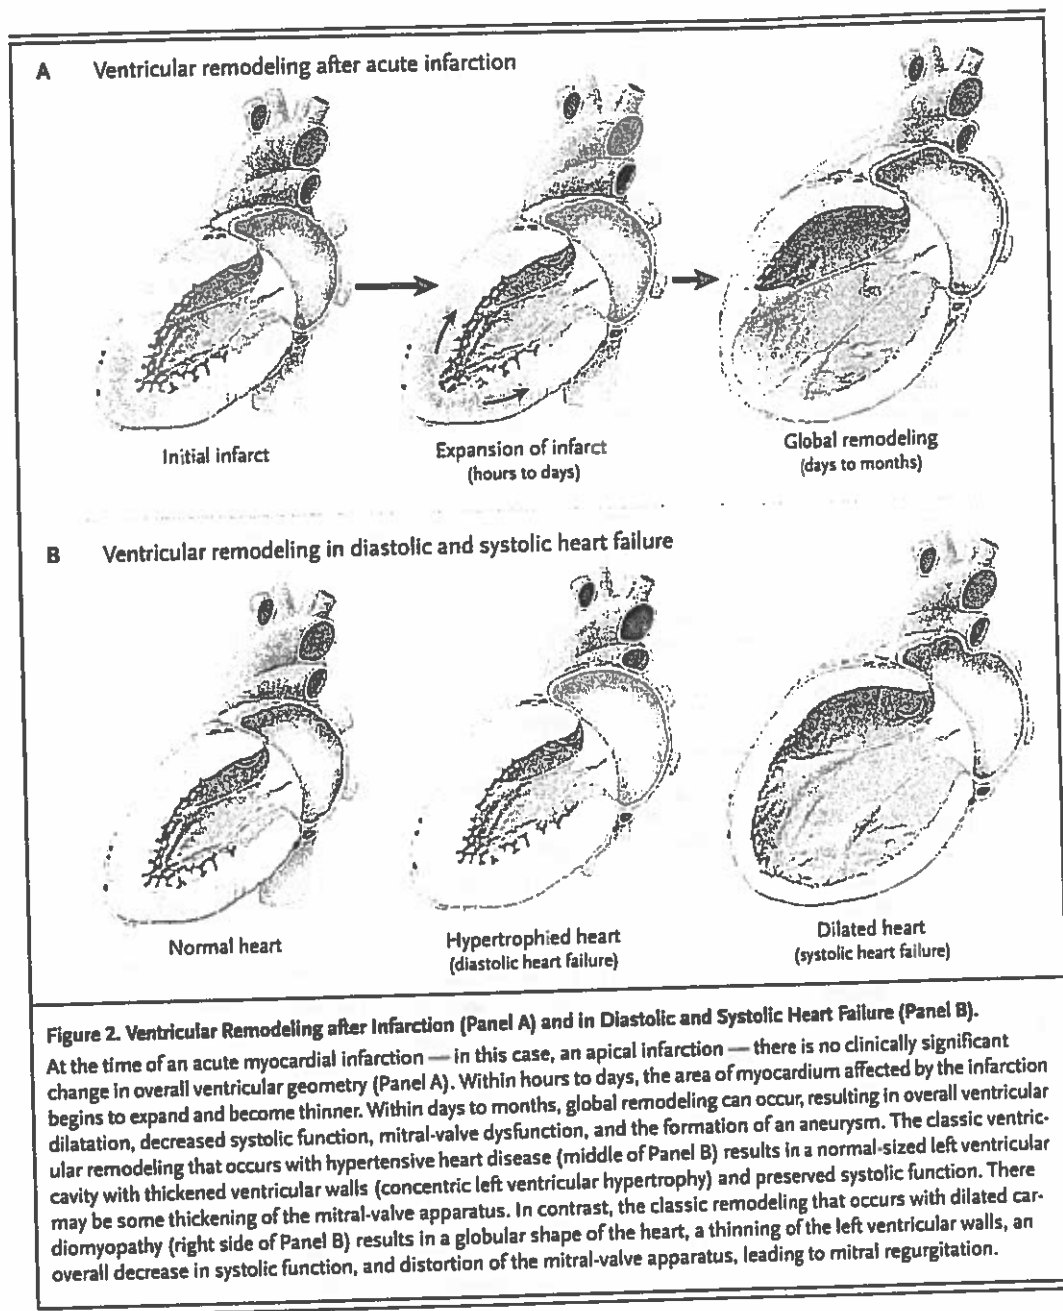 A Ventricular remodeling after acute infarction
Initial infarct
Expansion of infarct
(hours to days)
Global remodeling
(days to months)
B Ventricular remodeling in diastolic and systolic heart failure
Normal heart
Hypertrophied heart
(diastolic heart failure)
Dilated heart
(systolic heart failure)
Figure 2. Ventricular Remodeling after Infarction (Panel A) and in Diastolic and Systolic Heart Failure (Panel B).
At the time of an acute myocardial infarction — in this case, an apical infarction — there is no clinically significant
change in overall ventricular geometry (Panel A). Within hours to days, the area of myocardium affected by the infarction
begins to expand and become thinner. Within days to months, global remodeling can occur, resulting in overall ventricular
dilatation, decreased systolic function, mitral-valve dysfunction, and the formation of an aneurysm. The classic ventric-
ular remodeling that occurs with hypertensive heart disease (middle of Panel B) results in a normal-sized left ventricular
cavity with thickened ventricular walls (concentric left ventricular hypertrophy) and preserved systolic function. There
may be some thickening of the mitral-valve apparatus. In contrast, the classic remodeling that occurs with dilated car-
diomyopathy (right side of Panel B) results in a globular shape of the heart, a thinning of the left ventricular walls, an
overall decrease in systolic function, and distortion of the mitral-valve apparatus, leading to mitral regurgitation.